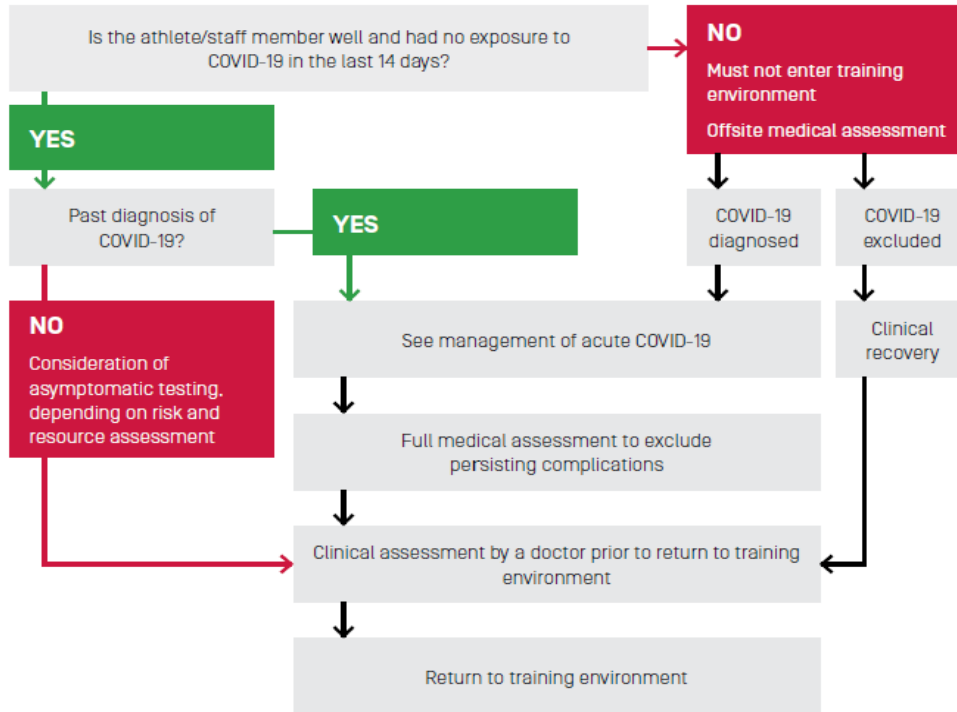 Is the athlete/staff member well and had no exposure to
COVID-19 in the last 14 days?
NO
Must not enter training
environment
Offsite medical assessment
YES
Past diagnosis of
COVID-19?
YES
COVID-19
diagnosed
COVID-19
excluded
NO
Consideration of
asymptomatic testing,
depending on risk and
resource assessment
See management of acute COVID-19
Clinical
recovery
Full medical assessment to exclude
persisting complications
Clinical assessment by a doctor prior to return to training
environment
Return to training environment